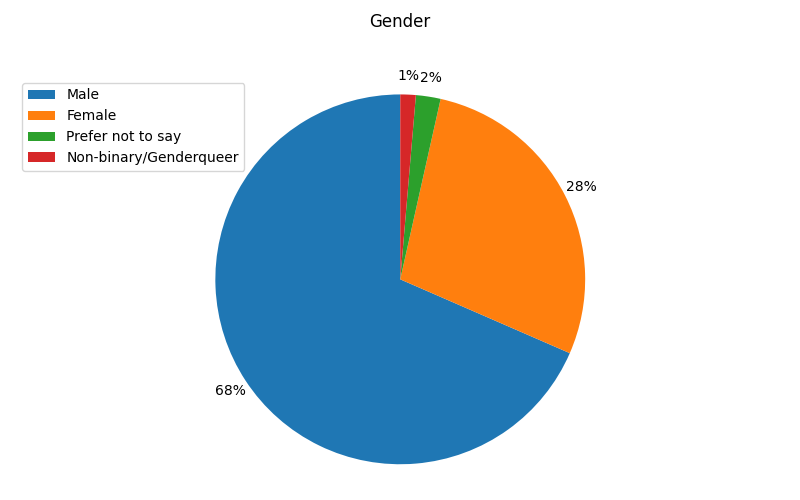 Gender
1%
2%
Male
Female
Prefer not to say
Non-binary/Genderqueer
28%
68%